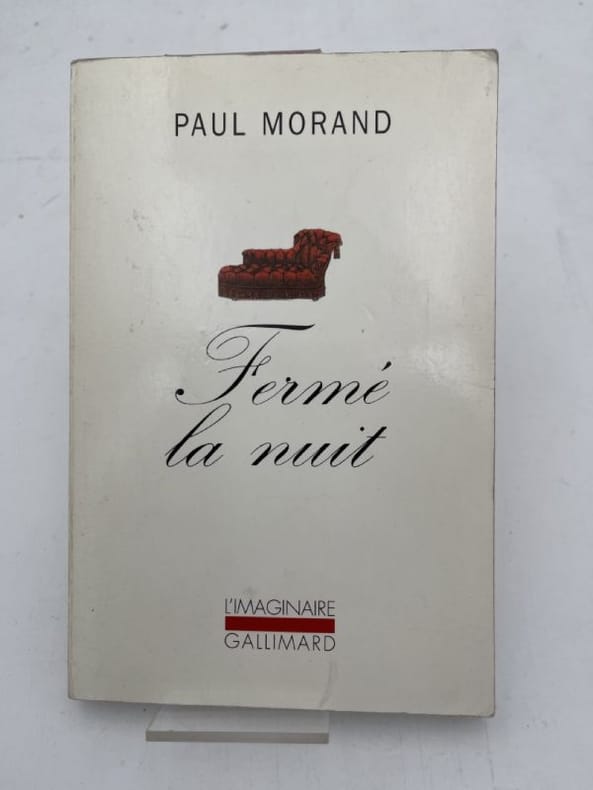 PAUL MORAND
Fermé
la nuit
L'IMAGINAIRE
GALLIMARD